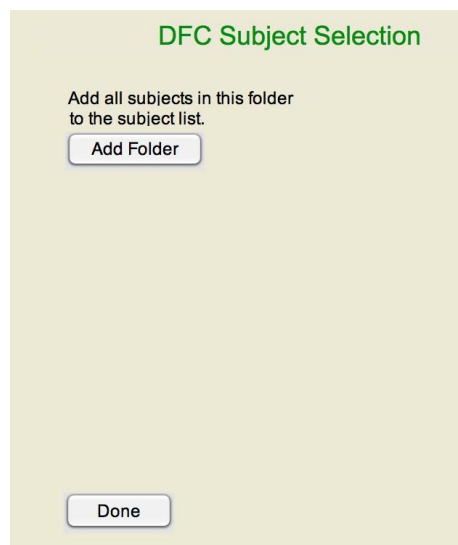 DFC Subject Selection
Add all subjects in this folder
to the subject list.
Add Folder
Done